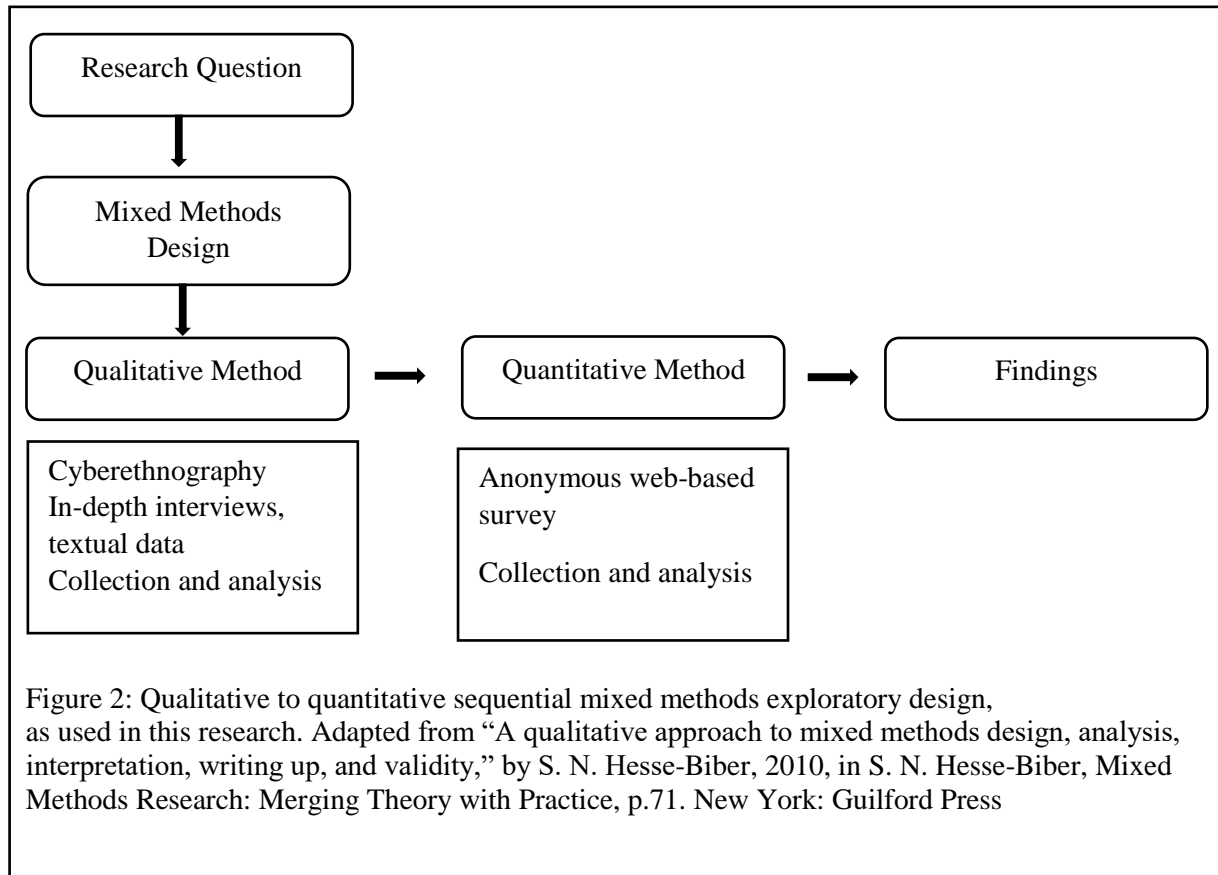 Research Question
Mixed Methods
Design
Qualitative Method
Quantitative Method
Findings
Cyberethnography
In-depth interviews,
textual data
Collection and analysis
Anonymous web-based
survey
Collection and analysis
Figure 2: Qualitative to quantitative sequential mixed methods exploratory design,
as used in this research. Adapted from “A qualitative approach to mixed methods design, analysis,
interpretation, writing up, and validity,” by S. N. Hesse-Biber, 2010, in S. N. Hesse-Biber, Mixed
Methods Research: Merging Theory with Practice, p.71. New York: Guilford Press